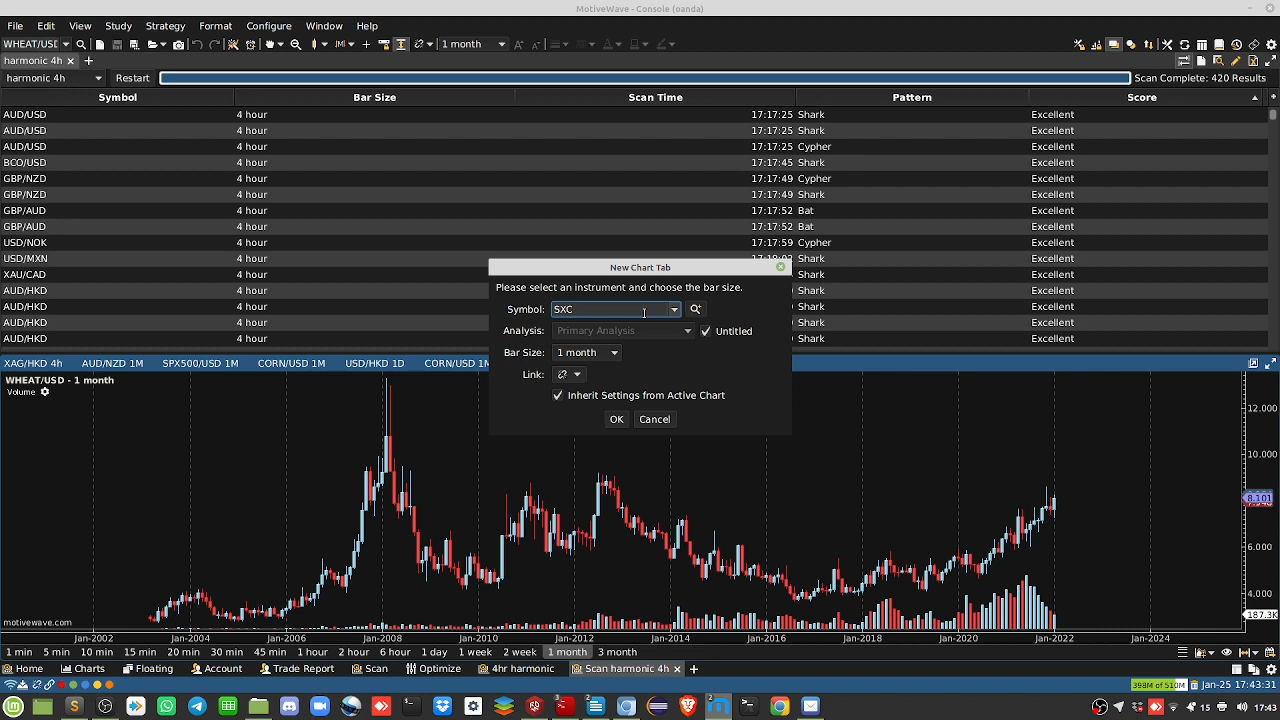 MotiveWave - Console (oanda)
File Edit View Study Strategy Format Configure Window Help
WHEAT/USD 1 month
harmonic 4h
harmonic 4h Restart Scan Complete: 420 Results
Symbol Bar Size Scan Time Pattern Score
AUD/USD 4 hour 17:17:25 Shark Excellent
AUD/USD 4 hour 17:17:25 Shark Excellent
AUD/USD 4 hour 17:17:25 Cypher Excellent
BCO/USD 4 hour 17:17:45 Shark Excellent
GBP/NZD 4 hour 17:17:49 Cypher Excellent
GBP/NZD 4 hour 17:17:49 Shark Excellent
GBP/AUD 4 hour 17:17:52 Bat Excellent
GBP/AUD 4 hour 17:17:52 Bat Excellent
USD/NOK 4 hour 17:17:59 Cypher Excellent
USD/MXN 4 hour Shark Excellent
XAU/CAD 4 hour Shark Excellent
AUD/HKD 4 hour Shark Excellent
AUD/HKD 4 hour Shark Excellent
AUD/HKD 4 hour Shark Excellent
AUD/HKD 4 hour Shark Excellent
New Chart Tab
Please select an instrument and choose the bar size.
Symbol: SXC
Analysis: Primary Analysis Untitled
Bar Size: 1 month
Link:
Inherit Settings from Active Chart
OK Cancel
XAG/HKD 4h AUD/NZD 1M SPX500/USD 1M USD/HKD 1D CORN/USD 1M
WHEAT/USD - 1 month
Volume
12.000
10.000
8.101
6.000
4.000
187.3K
motivewave.com
Jan-2002 Jan-2004 Jan-2006 Jan-2008 Jan-2010 Jan-2012 Jan-2014 Jan-2016 Jan-2018 Jan-2020 Jan-2022 Jan-2024
1 min 5 min 10 min 15 min 20 min 30 min 45 min 1 hour 2 hour 6 hour 1 day 1 week 2 week 1 month 3 month
Home Charts Floating Account Trade Report Scan Optimize 4hr harmonic Scan harmonic 4h
398M of 510M Jan-25 17:43:31
3 2 2 15 17:43